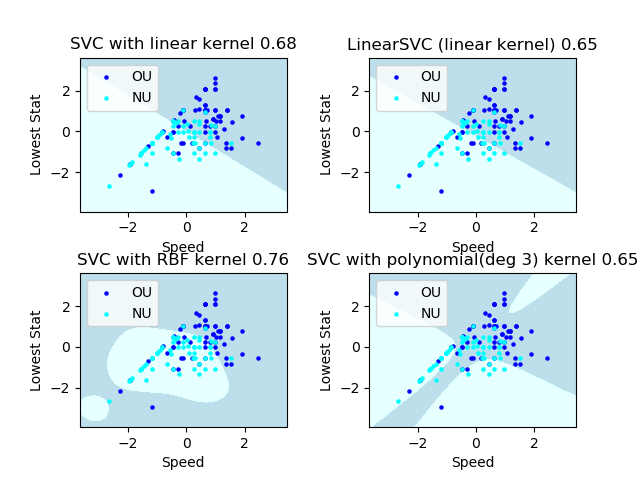 SVC with linear kernel 0.68
LinearSVC (linear kernel) 0.65
OU
NU
OU
NU
Lowest Stat
2
0
−2
Lowest Stat
2
0
−2
−2 0 2
−2 0 2
Speed
Speed
SVC with RBF kernel 0.76
SVC with polynomial(deg 3) kernel 0.65
OU
NU
OU
NU
Lowest Stat
2
0
−2
Lowest Stat
2
0
−2
−2 0 2
−2 0 2
Speed
Speed